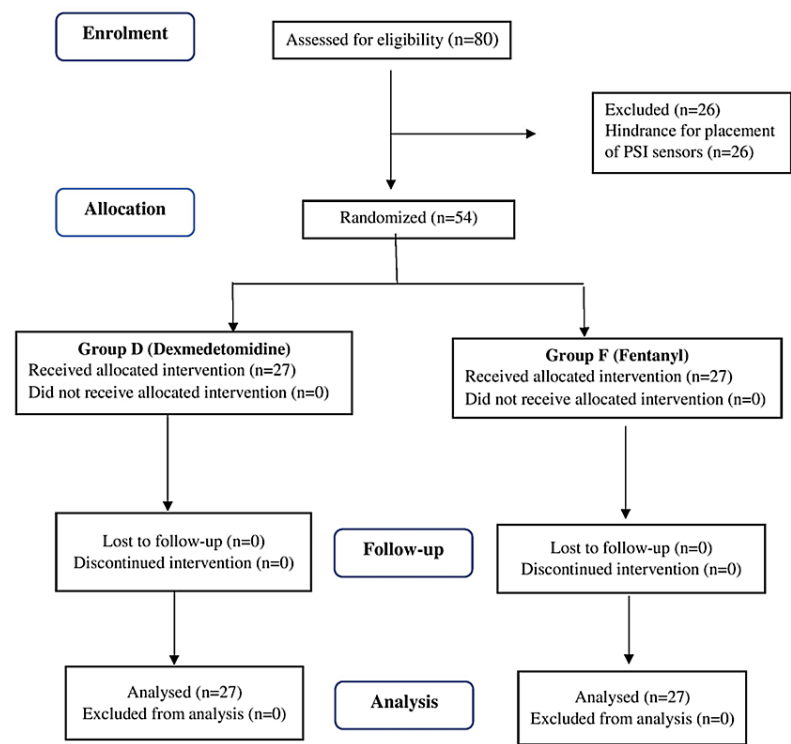 Enrolment
Assessed for eligibility (n=80)
Excluded (n=26)
Hindrance for placement
of PSI sensors (n=26)
Allocation
Randomized (n=54)
Group D (Dexmedetomidine)
Received allocated intervention (n=27)
Did not receive allocated intervention (n=0)
Group F (Fentanyl)
Received allocated intervention (n=27)
Did not receive allocated intervention (n=0)
Lost to follow-up (n=0)
Discontinued intervention (n=0)
Follow-up
Lost to follow-up (n=0)
Discontinued intervention (n=0)
Analysed (n=27)
Excluded from analysis (n=0)
Analysis
Analysed (n=27)
Excluded from analysis (n=0)